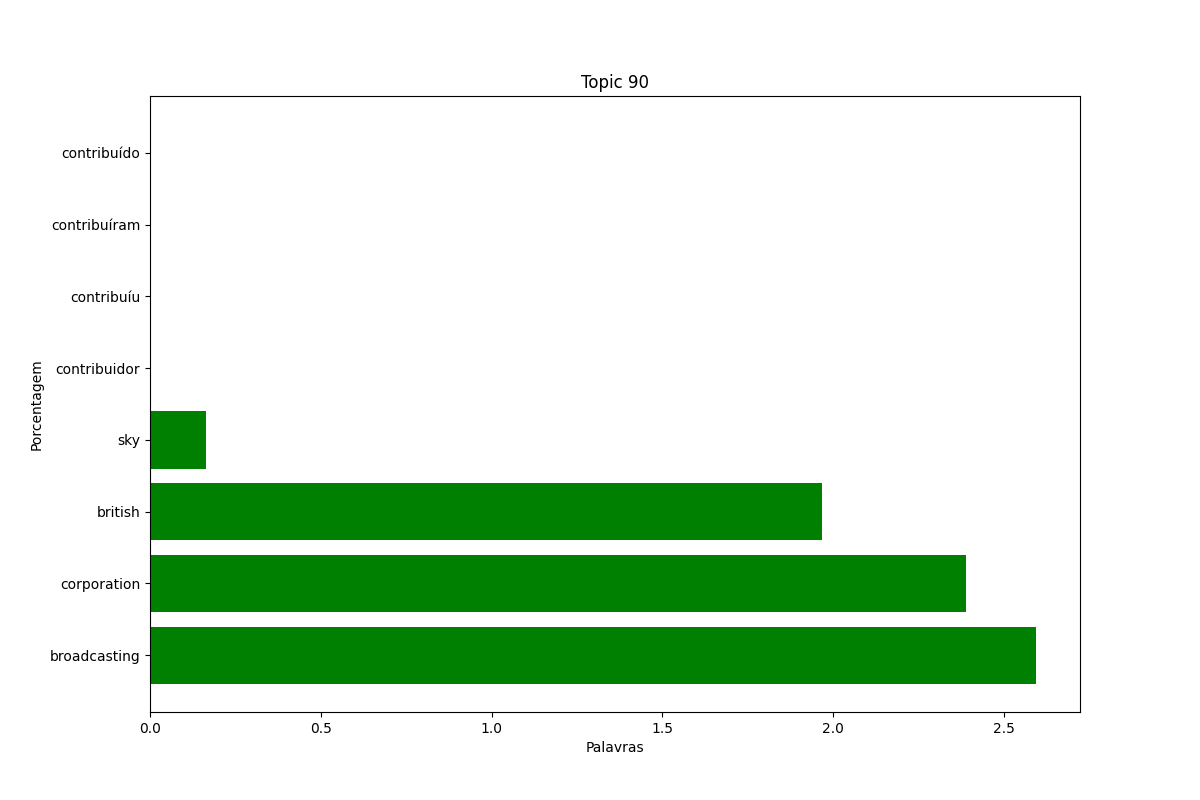 Topic 90
contribuído
contribuíram
contribuíu
contribuidor
sky
british
corporation
broadcasting
Porcentagem
0.0 0.5 1.0 1.5 2.0 2.5
Palavras